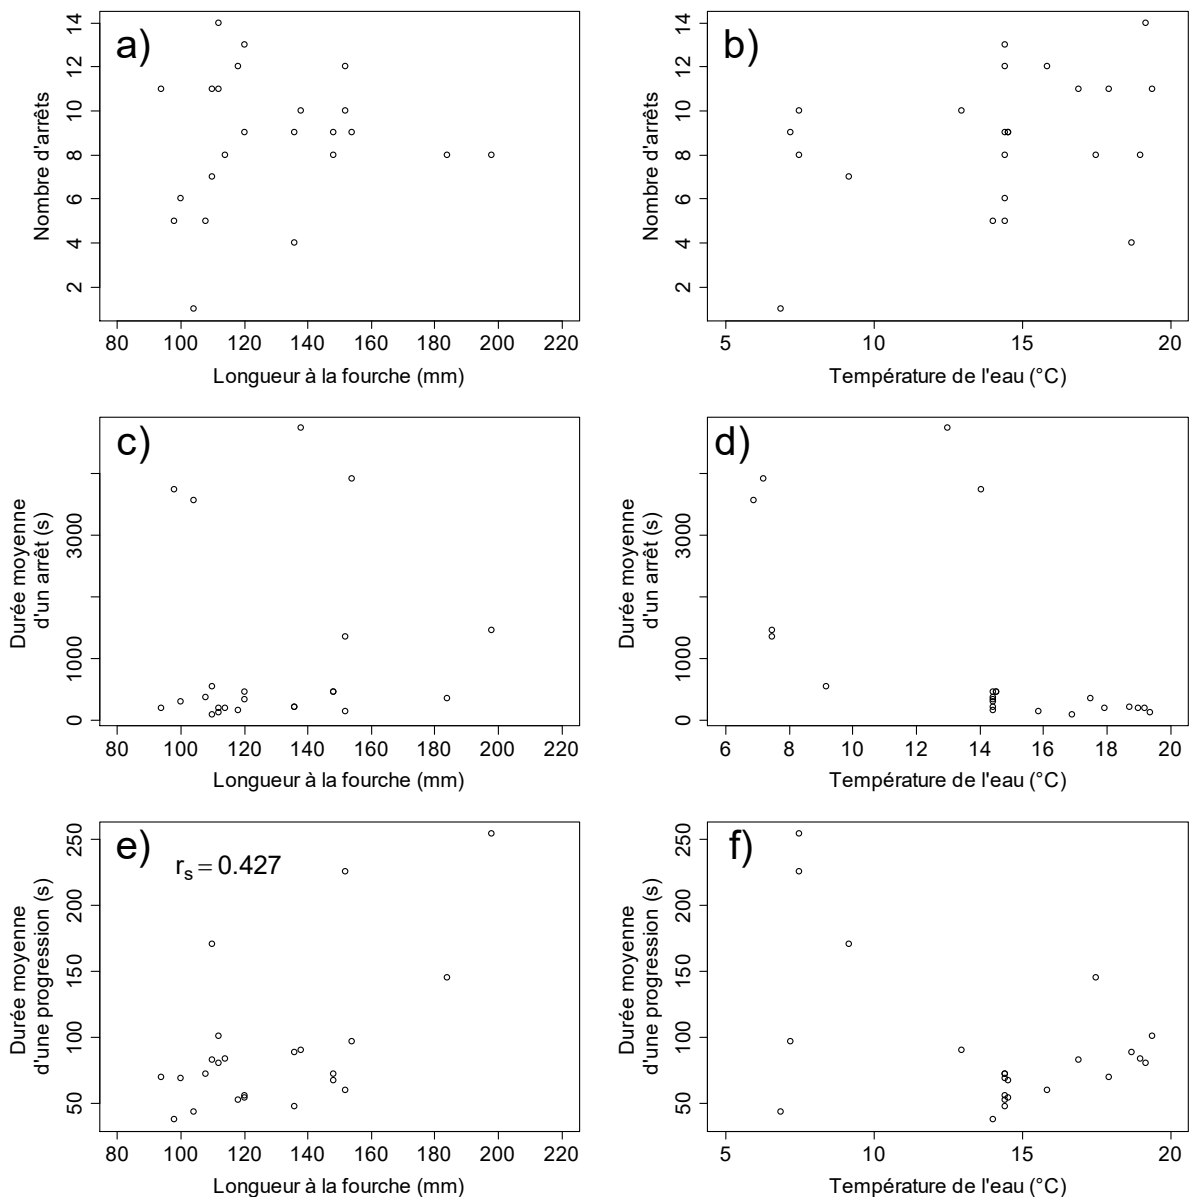 a)
Nombre d'arrêts
14
12
10
8
6
4
2
80 100 120 140 160 180 200 220
Longueur à la fourche (mm)
b)
Nombre d'arrêts
14
12
10
8
6
4
2
5 10 15 20
Température de l'eau (°C)
c)
Durée moyenne
d'un arrêt (s)
3000
1000
0
80 100 120 140 160 180 200 220
Longueur à la fourche (mm)
d)
Durée moyenne
d'un arrêt (s)
3000
1000
0
6 8 10 12 14 16 18 20
Température de l'eau (°C)
e)
rs = 0.427
Durée moyenne
d'une progression (s)
250
200
150
100
50
80 100 120 140 160 180 200 220
Longueur à la fourche (mm)
f)
Durée moyenne
d'une progression (s)
250
200
150
100
50
5 10 15 20
Température de l'eau (°C)